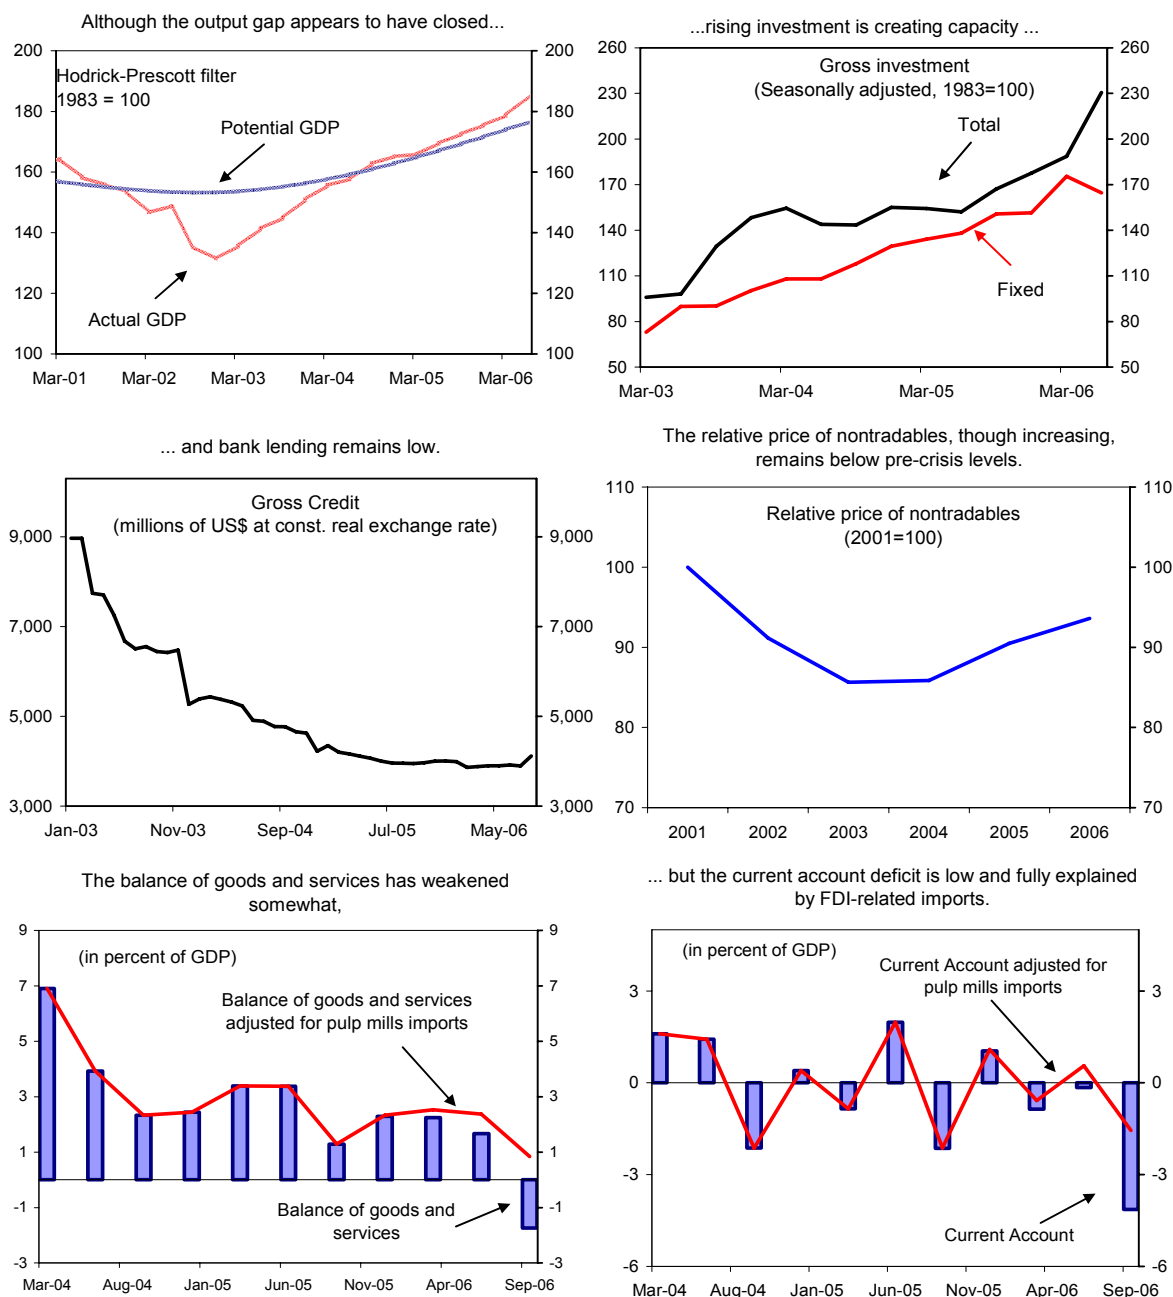 Although the output gap appears to have closed...
200
180
160
140
120
100
200
180
160
140
120
100
Hodrick-Prescott filter
1983 = 100
Potential GDP
Actual GDP
Mar-01 Mar-02 Mar-03 Mar-04 Mar-05 Mar-06
...rising investment is creating capacity ...
260
230
200
170
140
110
80
50
260
230
200
170
140
110
80
50
Gross investment
(Seasonally adjusted, 1983=100)
Total
Fixed
Mar-03 Mar-04 Mar-05 Mar-06
... and bank lending remains low.
Gross Credit
(millions of US$ at const. real exchange rate)
9,000
7,000
5,000
3,000
9,000
7,000
5,000
3,000
Jan-03 Nov-03 Sep-04 Jul-05 May-06
The relative price of nontradables, though increasing,
remains below pre-crisis levels.
110
100
90
80
70
110
100
90
80
70
Relative price of nontradables
(2001=100)
2001 2002 2003 2004 2005 2006
The balance of goods and services has weakened
somewhat,
9
7
5
3
1
-1
-3
9
7
5
3
1
-1
-3
(in percent of GDP)
Balance of goods and services
adjusted for pulp mills imports
Balance of goods and
services
Mar-04 Aug-04 Jan-05 Jun-05 Nov-05 Apr-06 Sep-06
... but the current account deficit is low and fully explained
by FDI-related imports.
3
0
-3
-6
3
0
-3
-6
(in percent of GDP)
Current Account adjusted for
pulp mills imports
Current Account
Mar-04 Aug-04 Jan-05 Jun-05 Nov-05 Apr-06 Sep-06